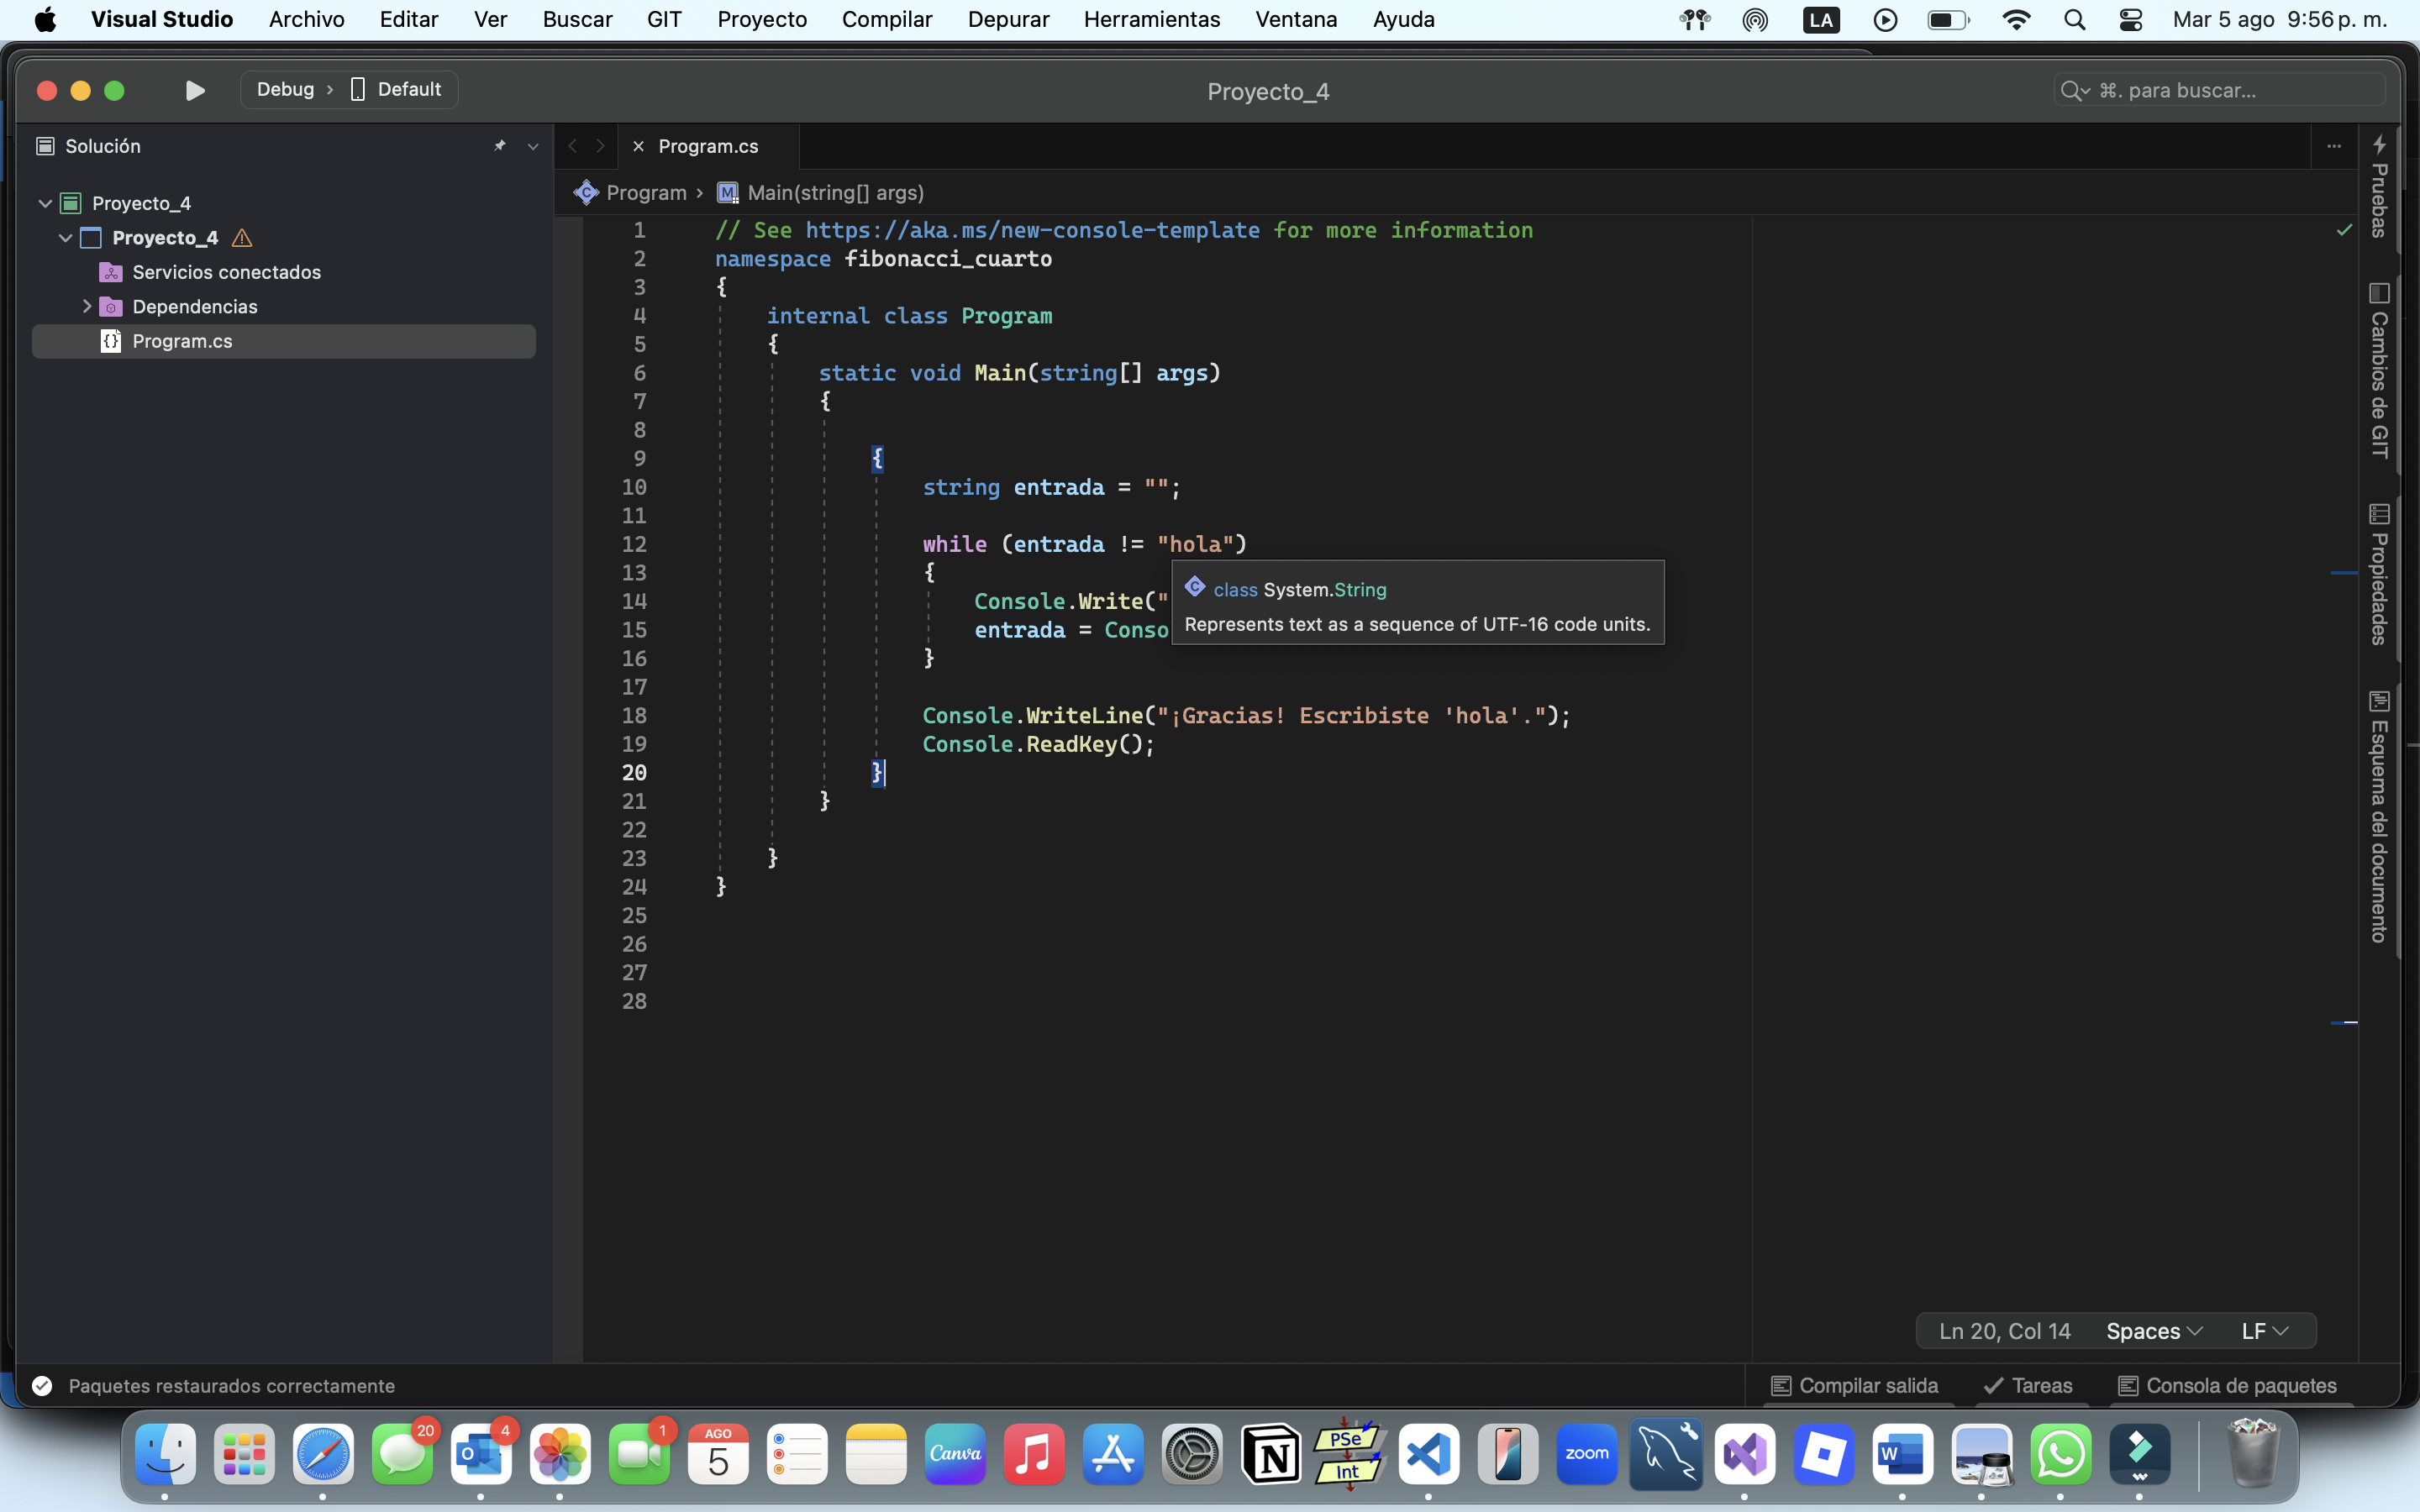 Visual Studio Archivo Editar Ver Buscar GIT Proyecto Compilar Depurar Herramientas Ventana Ayuda LA Mar 5 ago 9:56 p. m.
Debug › Default Proyecto_4 ⌘. para buscar...
Solución
Program.cs
Proyecto_4
Proyecto_4
Servicios conectados
Dependencias
Program.cs
Program › M Main(string[] args)
1 // See https://aka.ms/new-console-template for more information
2 namespace fibonacci_cuarto
3 {
4 internal class Program
5 {
6 static void Main(string[] args)
7 {
8
9 {
10 string entrada = "";
11
12 while (entrada != "hola")
13 {
14 Console.Write("
15 entrada = Conso
16 }
17
18 Console.WriteLine("¡Gracias! Escribiste 'hola'.");
19 Console.ReadKey();
20 }
21 }
22
23 }
24 }
25
26
27
28
class System.String
Represents text as a sequence of UTF-16 code units.
Pruebas
Cambios de GIT
Propiedades
Esquema del documento
Ln 20, Col 14 Spaces LF
Paquetes restaurados correctamente
Compilar salida Tareas Consola de paquetes
20 4 1 AGO 5 Canva N PSe Int zoom W